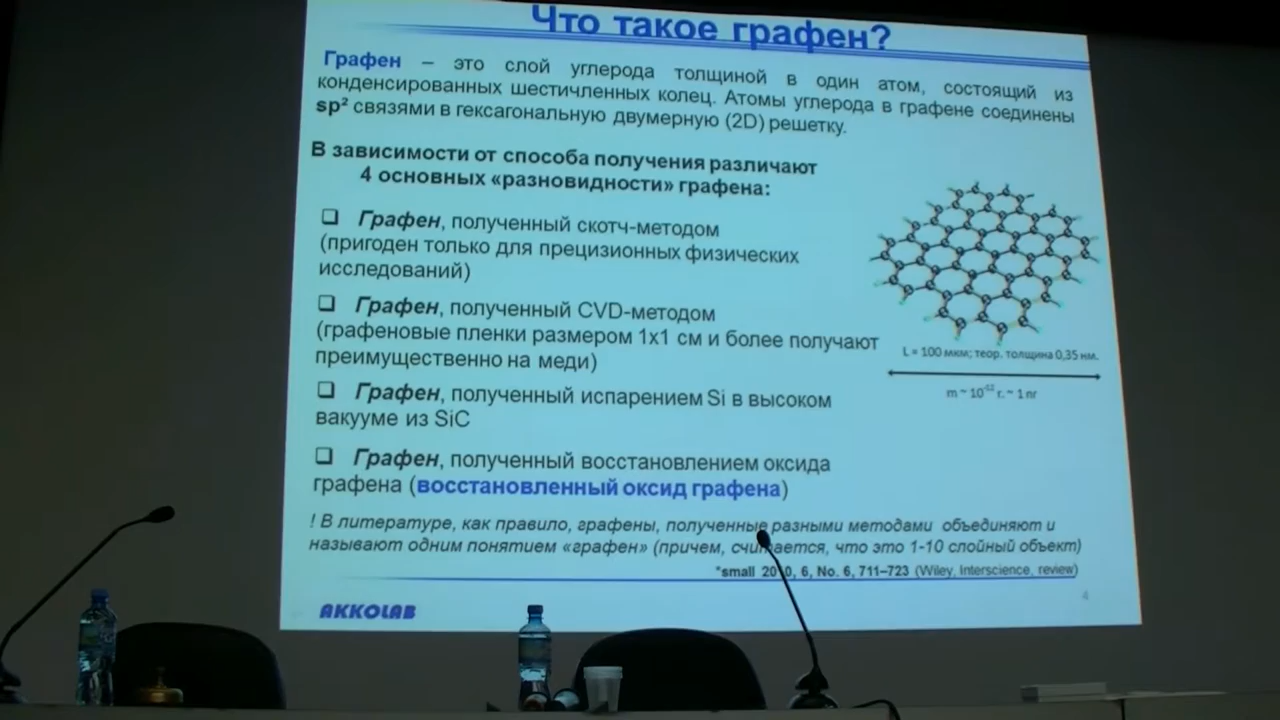 Что такое графен?
Графен – это слой углерода толщиной в один атом, состоящий из
конденсированных шестичленных колец. Атомы углерода в графене соединены
sp² связями в гексагональную двумерную (2D) решетку.
В зависимости от способа получения различают
4 основных «разновидности» графена:
❑ Графен, полученный скотч-методом
(пригоден только для прецизионных физических
исследований)
❑ Графен, полученный CVD-методом
(графеновые пленки размером 1х1 см и более получают
преимущественно на меди)
❑ Графен, полученный испарением Si в высоком
вакууме из SiC
❑ Графен, полученный восстановлением оксида
графена (восстановленный оксид графена)
L = 100 мкм; теор. толщина 0,35 нм.
m ~ 10⁻¹² г. ~ 1 пг
! В литературе, как правило, графены, полученные разными методами объединяют и
называют одним понятием «графен» (причем, считается, что это 1-10 слойный объект)
*small 2010, 6, No. 6, 711–723 (Wiley, Interscience, review)
AKKOLAB
4